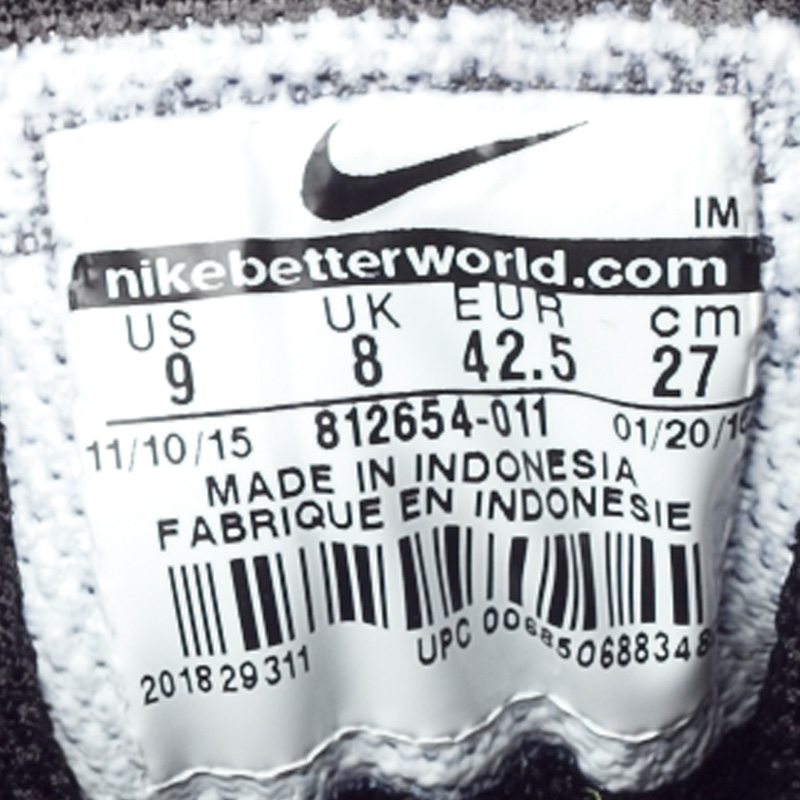 IM
nikebetterworld.com
US UK EUR cm
9 8 42.5 27
11/10/15 812654-011
MADE IN INDONESIA
FABRIQUE EN INDONESIE
201829311 UPC